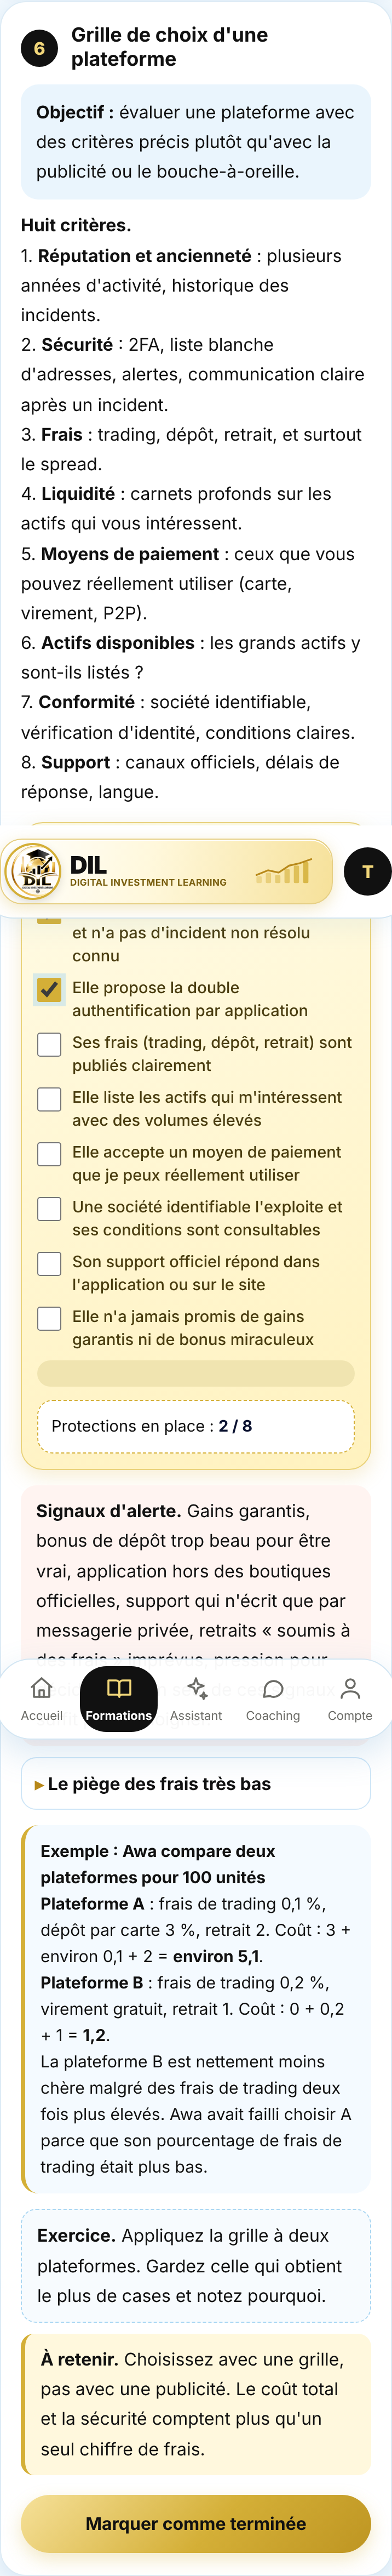 6
Grille de choix d'une
plateforme
Objectif : évaluer une plateforme avec
des critères précis plutôt qu'avec la
publicité ou le bouche-à-oreille.
Huit critères.
1. Réputation et ancienneté : plusieurs
années d'activité, historique des
incidents.
2. Sécurité : 2FA, liste blanche
d'adresses, alertes, communication claire
après un incident.
3. Frais : trading, dépôt, retrait, et surtout
le spread.
4. Liquidité : carnets profonds sur les
actifs qui vous intéressent.
5. Moyens de paiement : ceux que vous
pouvez réellement utiliser (carte,
virement, P2P).
6. Actifs disponibles : les grands actifs y
sont-ils listés ?
7. Conformité : société identifiable,
vérification d'identité, conditions claires.
8. Support : canaux officiels, délais de
réponse, langue.
DIL
DIL
DIGITAL INVESTMENT LEARNING
T
et n'a pas d'incident non résolu
connu
Elle propose la double
authentification par application
Ses frais (trading, dépôt, retrait) sont
publiés clairement
Elle liste les actifs qui m'intéressent
avec des volumes élevés
Elle accepte un moyen de paiement
que je peux réellement utiliser
Une société identifiable l'exploite et
ses conditions sont consultables
Son support officiel répond dans
l'application ou sur le site
Elle n'a jamais promis de gains
garantis ni de bonus miraculeux
Protections en place : 2 / 8
Signaux d'alerte. Gains garantis,
bonus de dépôt trop beau pour être
vrai, application hors des boutiques
officielles, support qui n'écrit que par
messagerie privée, retraits « soumis à
des frais » imprévus, pression pour
Accueil
Formations
Assistant
Coaching
Compte
▸ Le piège des frais très bas
Exemple : Awa compare deux
plateformes pour 100 unités
Plateforme A : frais de trading 0,1 %,
dépôt par carte 3 %, retrait 2. Coût : 3 +
environ 0,1 + 2 = environ 5,1.
Plateforme B : frais de trading 0,2 %,
virement gratuit, retrait 1. Coût : 0 + 0,2
+ 1 = 1,2.
La plateforme B est nettement moins
chère malgré des frais de trading deux
fois plus élevés. Awa avait failli choisir A
parce que son pourcentage de frais de
trading était plus bas.
Exercice. Appliquez la grille à deux
plateformes. Gardez celle qui obtient
le plus de cases et notez pourquoi.
À retenir. Choisissez avec une grille,
pas avec une publicité. Le coût total
et la sécurité comptent plus qu'un
seul chiffre de frais.
Marquer comme terminée